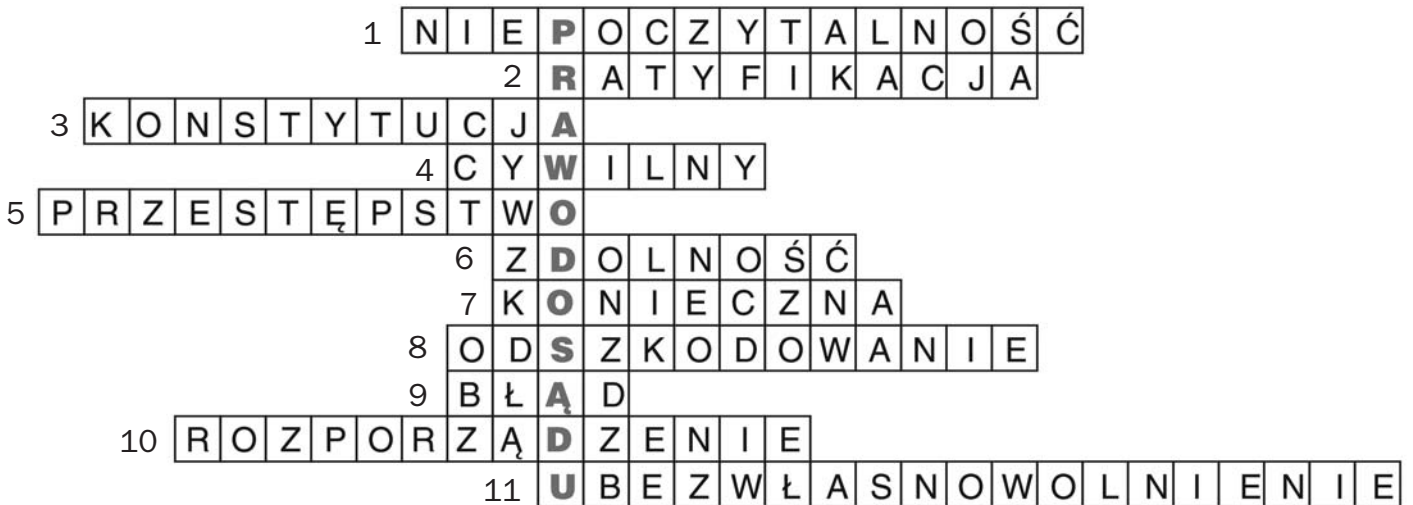 1 NIEPOCZYTALNOŚĆ
2 RATYFIKACJA
3 KONSTYTUCJA
4 CYWILNY
5 PRZESTĘPSTWO
6 ZDOLNOŚĆ
7 KONIECZNA
8 ODSZKODOWANIE
9 BŁĄD
10 ROZPORZĄDZENIE
11 UBEZWŁASNOWOLNIENIE